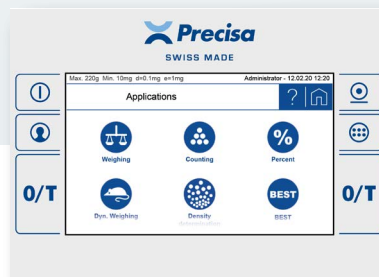 Precisa
SWISS MADE
Max. 220g Min. 10mg d=0.1mg e=1mg
Administrator - 12.02.20 12:20
Applications
?
0/T
0/T
%
Weighing
Counting
Percent
BEST
Dyn. Weighing
Density
BEST